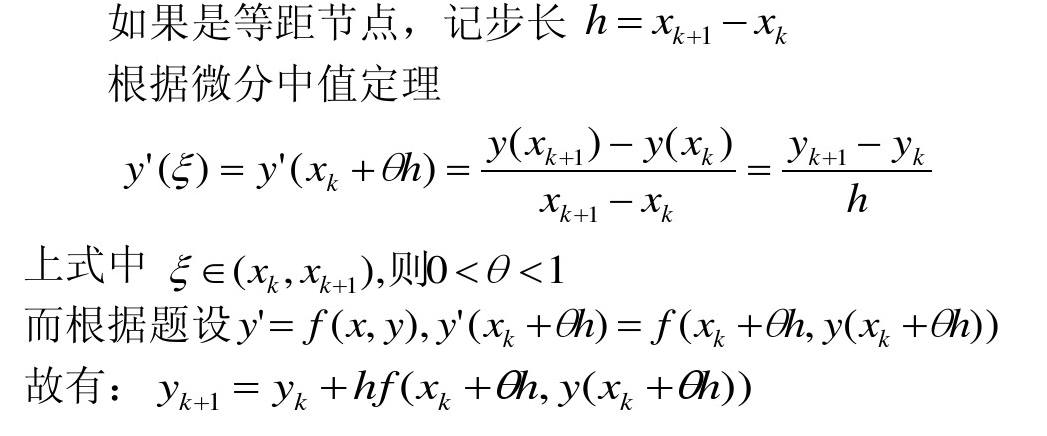 如果是等距节点，记步长 h = x_{k+1} − x_k
根据微分中值定理
y'(ξ) = y'(x_k + θh) = \frac{y(x_{k+1}) − y(x_k)}{x_{k+1} − x_k} = \frac{y_{k+1} − y_k}{h}
上式中 ξ ∈ (x_k, x_{k+1}),则0 < θ < 1
而根据题设 y' = f(x, y), y'(x_k + θh) = f(x_k + θh, y(x_k + θh))
故有： y_{k+1} = y_k + hf(x_k + θh, y(x_k + θh))